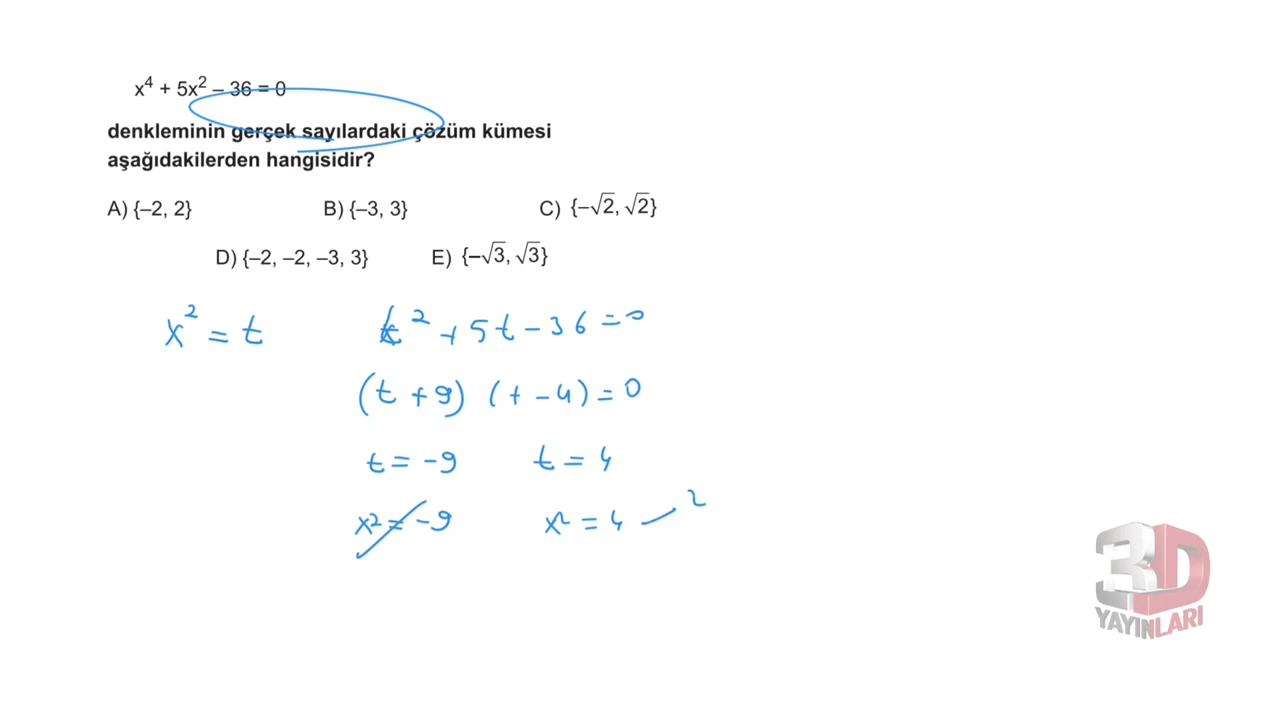 x⁴ + 5x² – 36 = 0
denkleminin gerçek sayılardaki çözüm kümesi
aşağıdakilerden hangisidir?
A) {–2, 2} B) {–3, 3} C) {–√2, √2}
D) {–2, –2, –3, 3} E) {–√3, √3}
x² = t t² + 5t – 36 = 0
(t + 9) (t – 4) = 0
t = –9 t = 4
x² = –9 x² = 4 — 2
3D
YAYINLARI